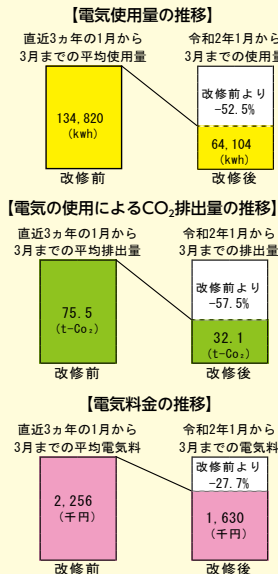 【電気使用量の推移】
直近3ヵ年の1月から
3月までの平均使用量
令和2年1月から
3月までの使用量
134,820
(kwh)
改修前より
-52.5%
64,104
(kwh)
改修前
改修後
【電気の使用によるCO₂排出量の推移】
直近3ヵ年の1月から
3月までの平均排出量
令和2年1月から
3月までの排出量
75.5
(t-Co₂)
改修前より
-57.5%
32.1
(t-Co₂)
改修前
改修後
【電気料金の推移】
直近3ヵ年の1月から
3月までの平均電気料
令和2年1月から
3月までの電気料
2,256
(千円)
改修前より
-27.7%
1,630
(千円)
改修前
改修後